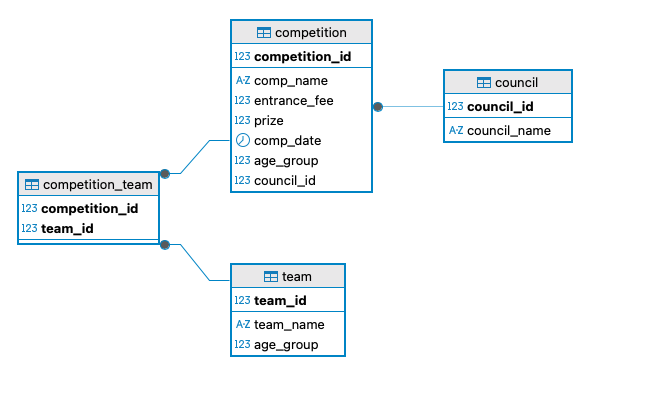 competition
123 competition_id
A-Z comp_name
123 entrance_fee
123 prize
comp_date
123 age_group
123 council_id
council
123 council_id
A-Z council_name
competition_team
123 competition_id
123 team_id
team
123 team_id
A-Z team_name
123 age_group